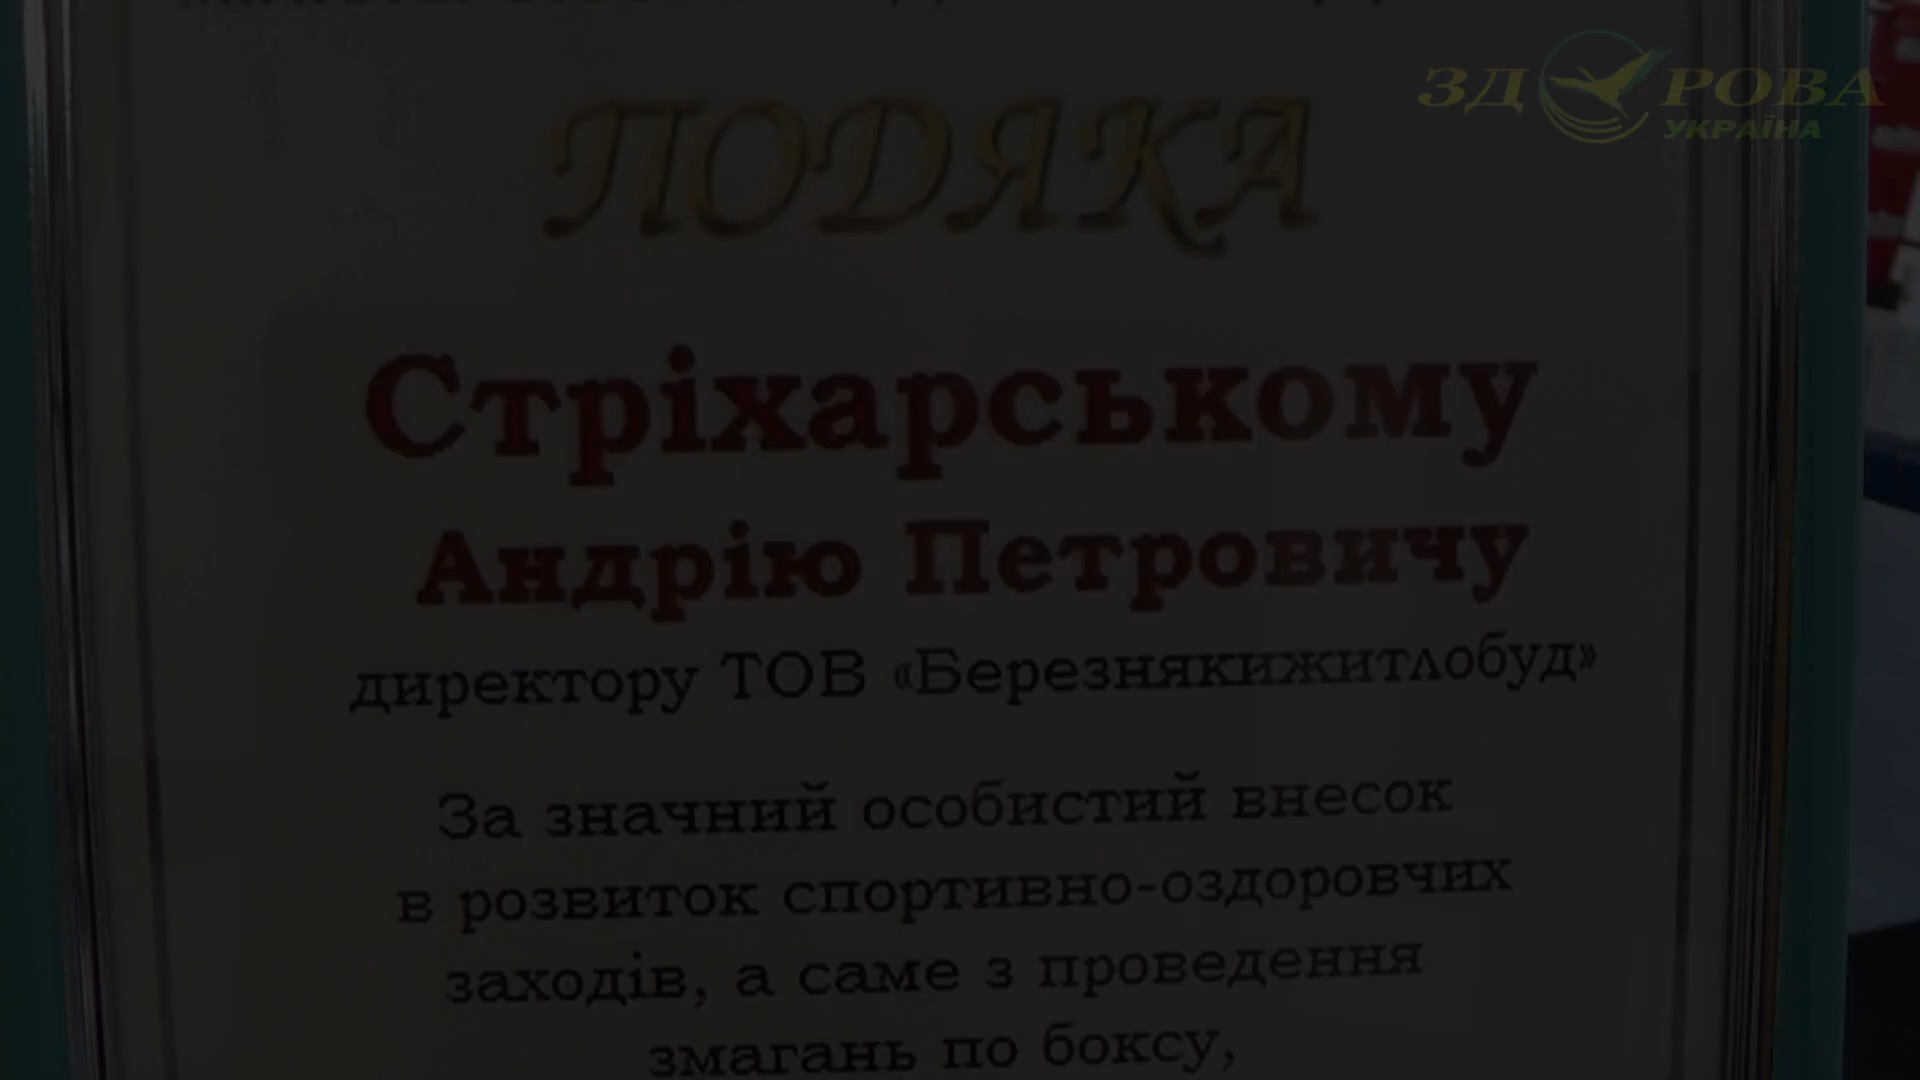 ЗДОРОВА
УКРАЇНА
ПОДЯКА
Стріхарському
Андрію Петровичу
директору ТОВ «Березнякижитлобуд»
За значний особистий внесок
в розвиток спортивно-оздоровчих
заходів, а саме з проведення
змагань по боксу,